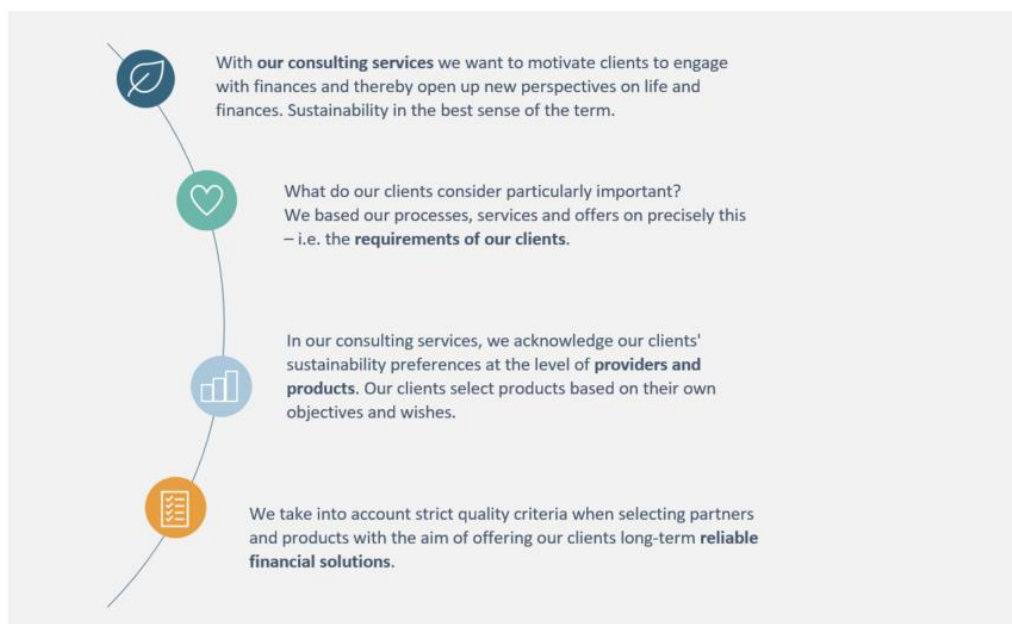 With our consulting services we want to motivate clients to engage
with finances and thereby open up new perspectives on life and
finances. Sustainability in the best sense of the term.
What do our clients consider particularly important?
We based our processes, services and offers on precisely this
– i.e. the requirements of our clients.
In our consulting services, we acknowledge our clients'
sustainability preferences at the level of providers and
products. Our clients select products based on their own
objectives and wishes.
We take into account strict quality criteria when selecting partners
and products with the aim of offering our clients long-term reliable
financial solutions.